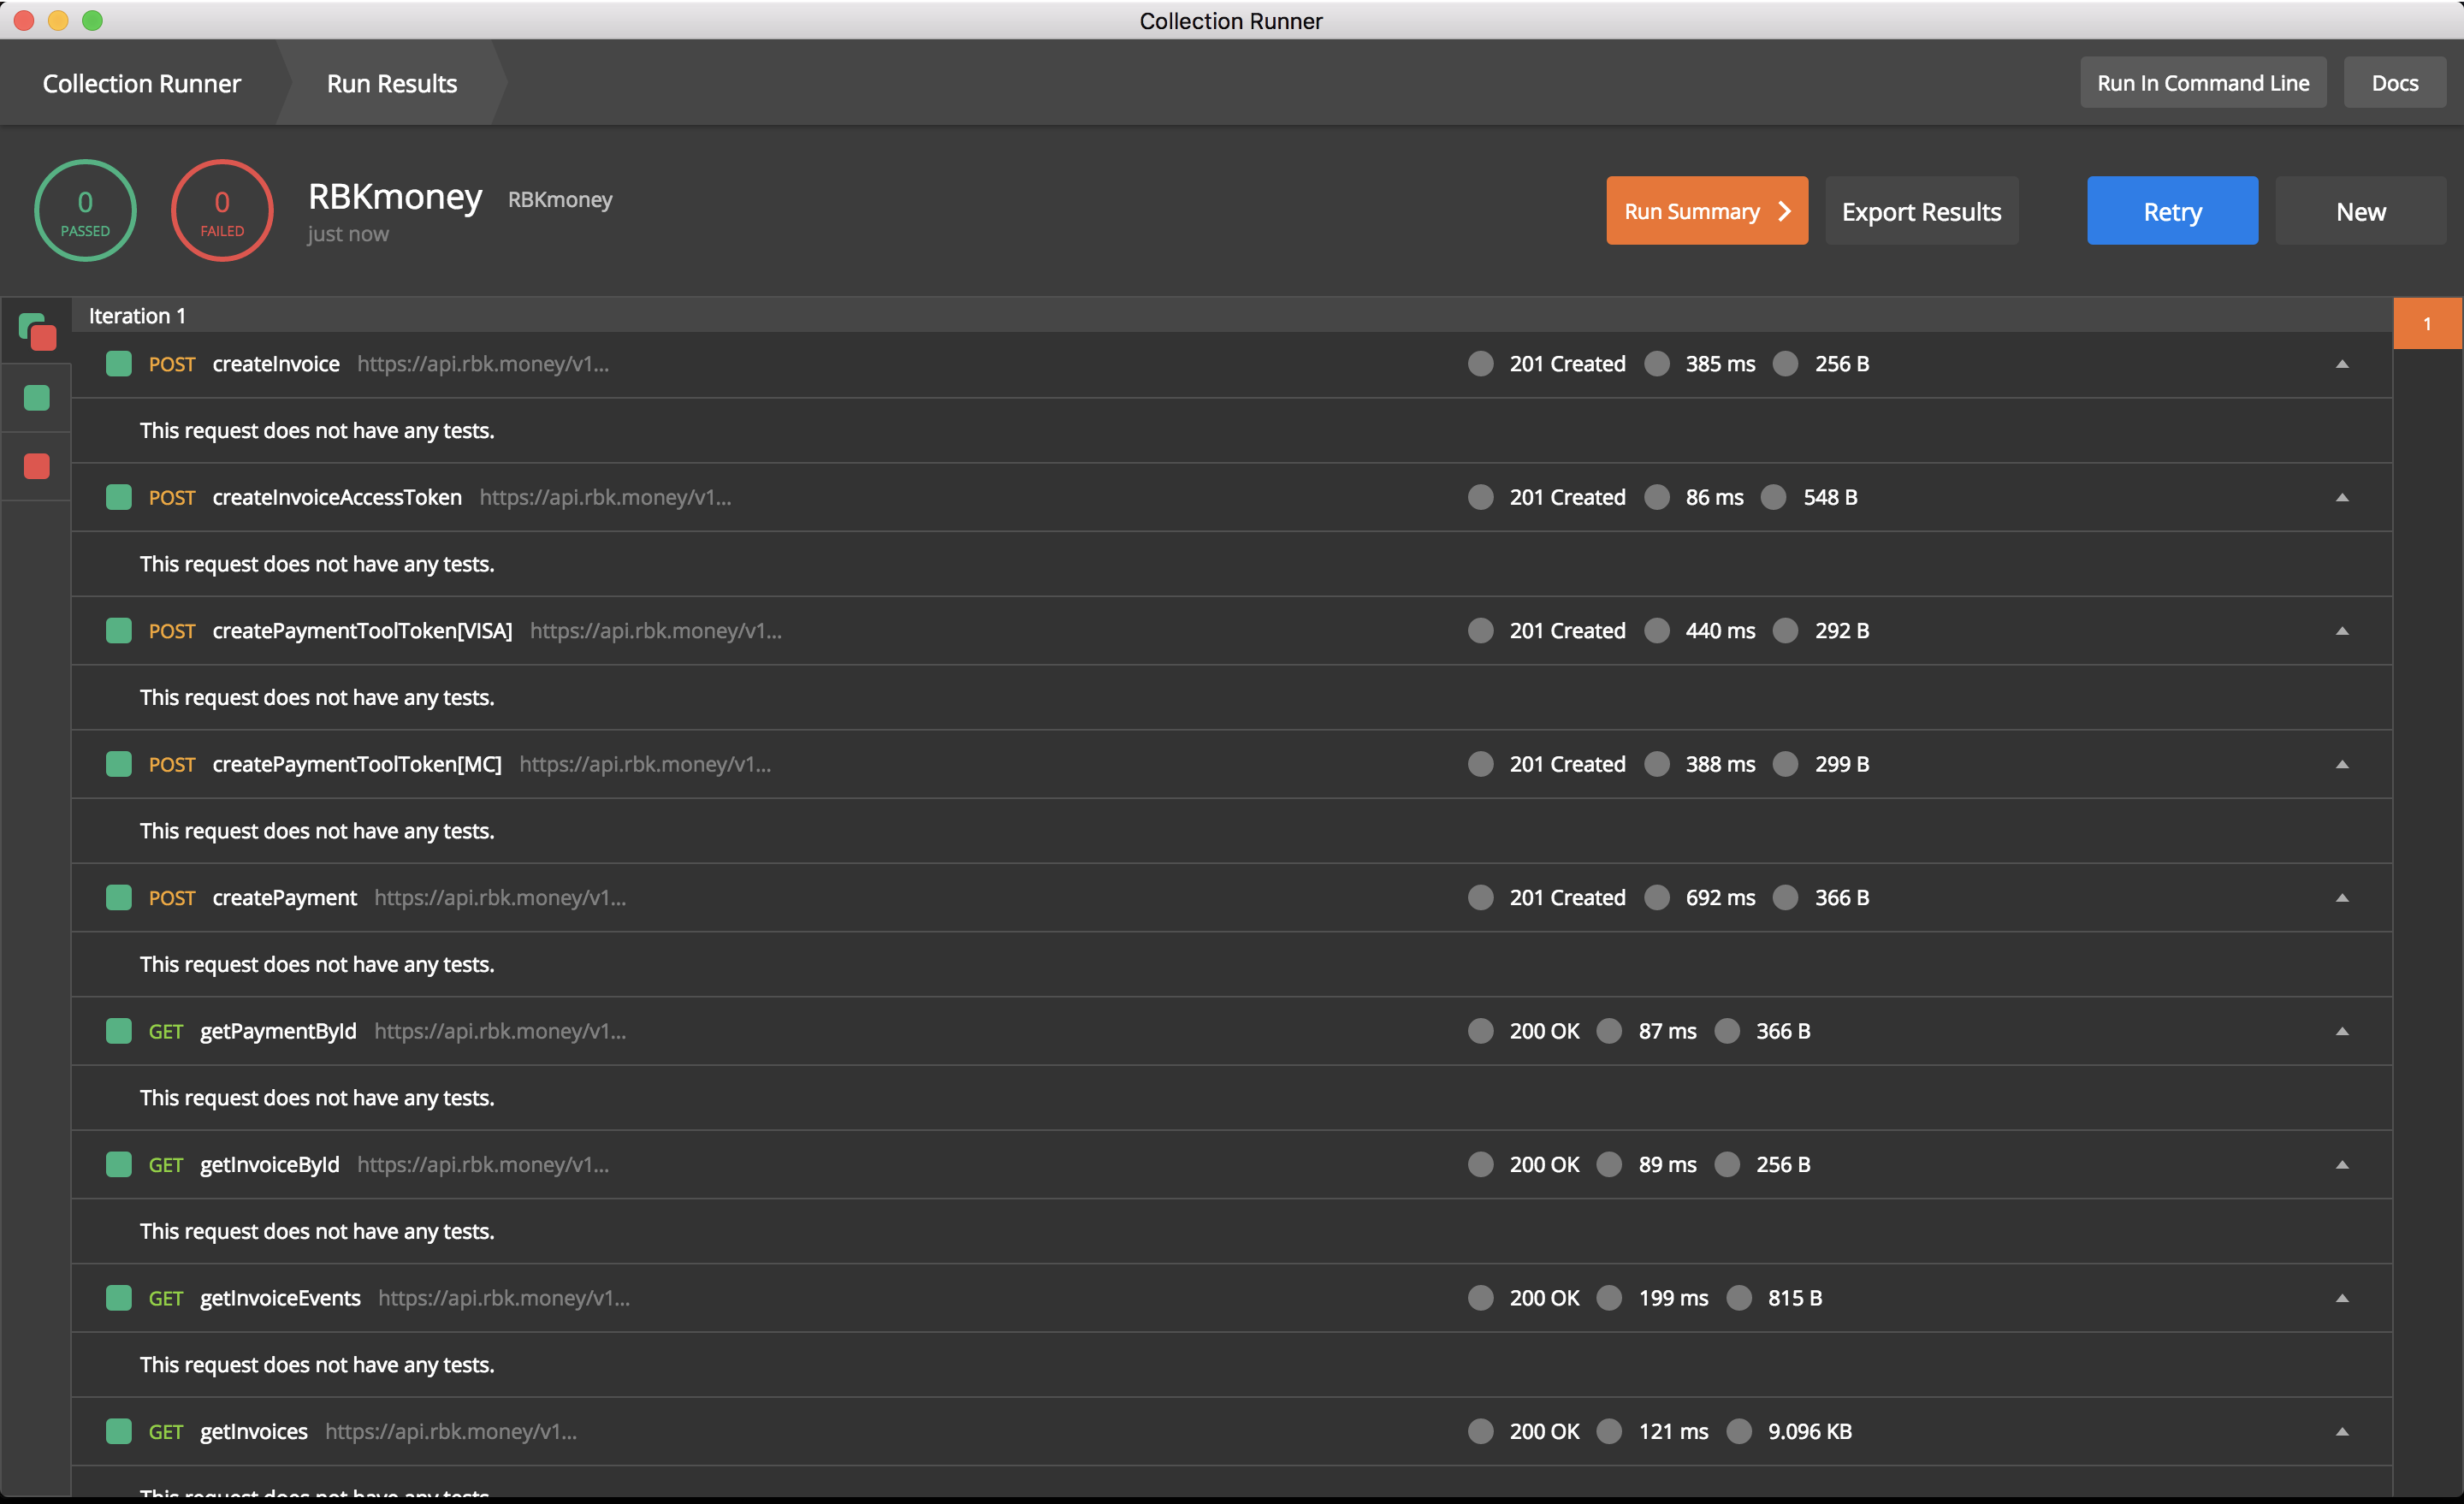 Collection Runner
Collection Runner Run Results Run In Command Line Docs
0 PASSED
0 FAILED
RBKmoney RBKmoney
just now
Run Summary Export Results Retry New
Iteration 1
1
POST createInvoice https://api.rbk.money/v1... 201 Created 385 ms 256 B
This request does not have any tests.
POST createInvoiceAccessToken https://api.rbk.money/v1... 201 Created 86 ms 548 B
This request does not have any tests.
POST createPaymentToolToken[VISA] https://api.rbk.money/v1... 201 Created 440 ms 292 B
This request does not have any tests.
POST createPaymentToolToken[MC] https://api.rbk.money/v1... 201 Created 388 ms 299 B
This request does not have any tests.
POST createPayment https://api.rbk.money/v1... 201 Created 692 ms 366 B
This request does not have any tests.
GET getPaymentById https://api.rbk.money/v1... 200 OK 87 ms 366 B
This request does not have any tests.
GET getInvoiceById https://api.rbk.money/v1... 200 OK 89 ms 256 B
This request does not have any tests.
GET getInvoiceEvents https://api.rbk.money/v1... 200 OK 199 ms 815 B
This request does not have any tests.
GET getInvoices https://api.rbk.money/v1... 200 OK 121 ms 9.096 KB
This request does not have any tests.